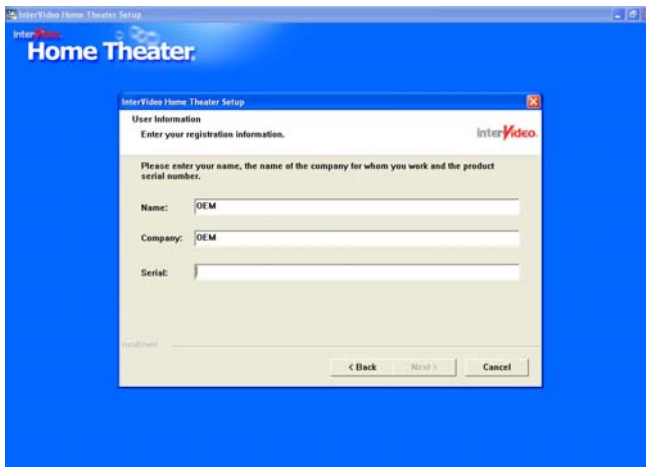 InterVideo Home Theater Setup
InterVideo.
Home Theater.
InterVideo Home Theater Setup
User Information
Enter your registration information.
interVideo.
Please enter your name, the name of the company for whom you work and the product
serial number.
Name: OEM
Company: OEM
Serial:
InstallShield
< Back Next > Cancel